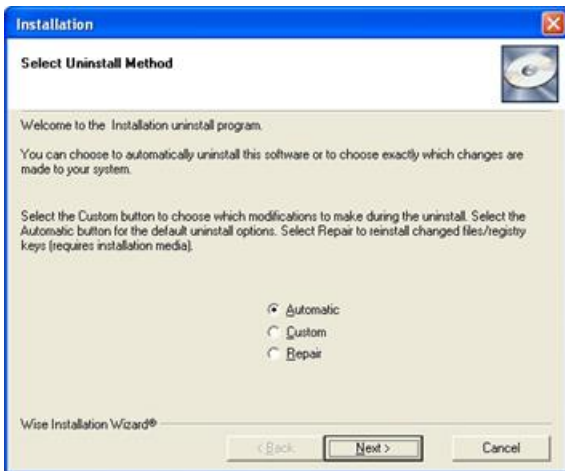 Installation
Select Uninstall Method
Welcome to the Installation uninstall program.
You can choose to automatically uninstall this software or to choose exactly which changes are
made to your system.
Select the Custom button to choose which modifications to make during the uninstall. Select the
Automatic button for the default uninstall options. Select Repair to reinstall changed files/registry
keys (requires installation media).
Automatic
Custom
Repair
Wise Installation Wizard®
< Back
Next >
Cancel